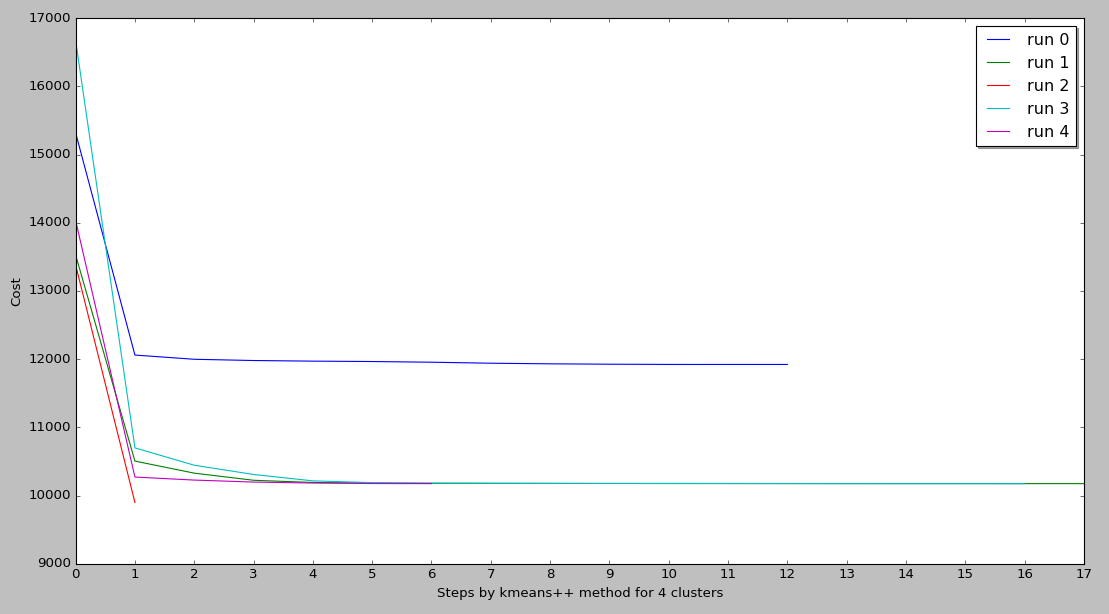 17000
16000
15000
14000
13000
12000
11000
10000
9000
Cost
run 0
run 1
run 2
run 3
run 4
0 1 2 3 4 5 6 7 8 9 10 11 12 13 14 15 16 17
Steps by kmeans++ method for 4 clusters